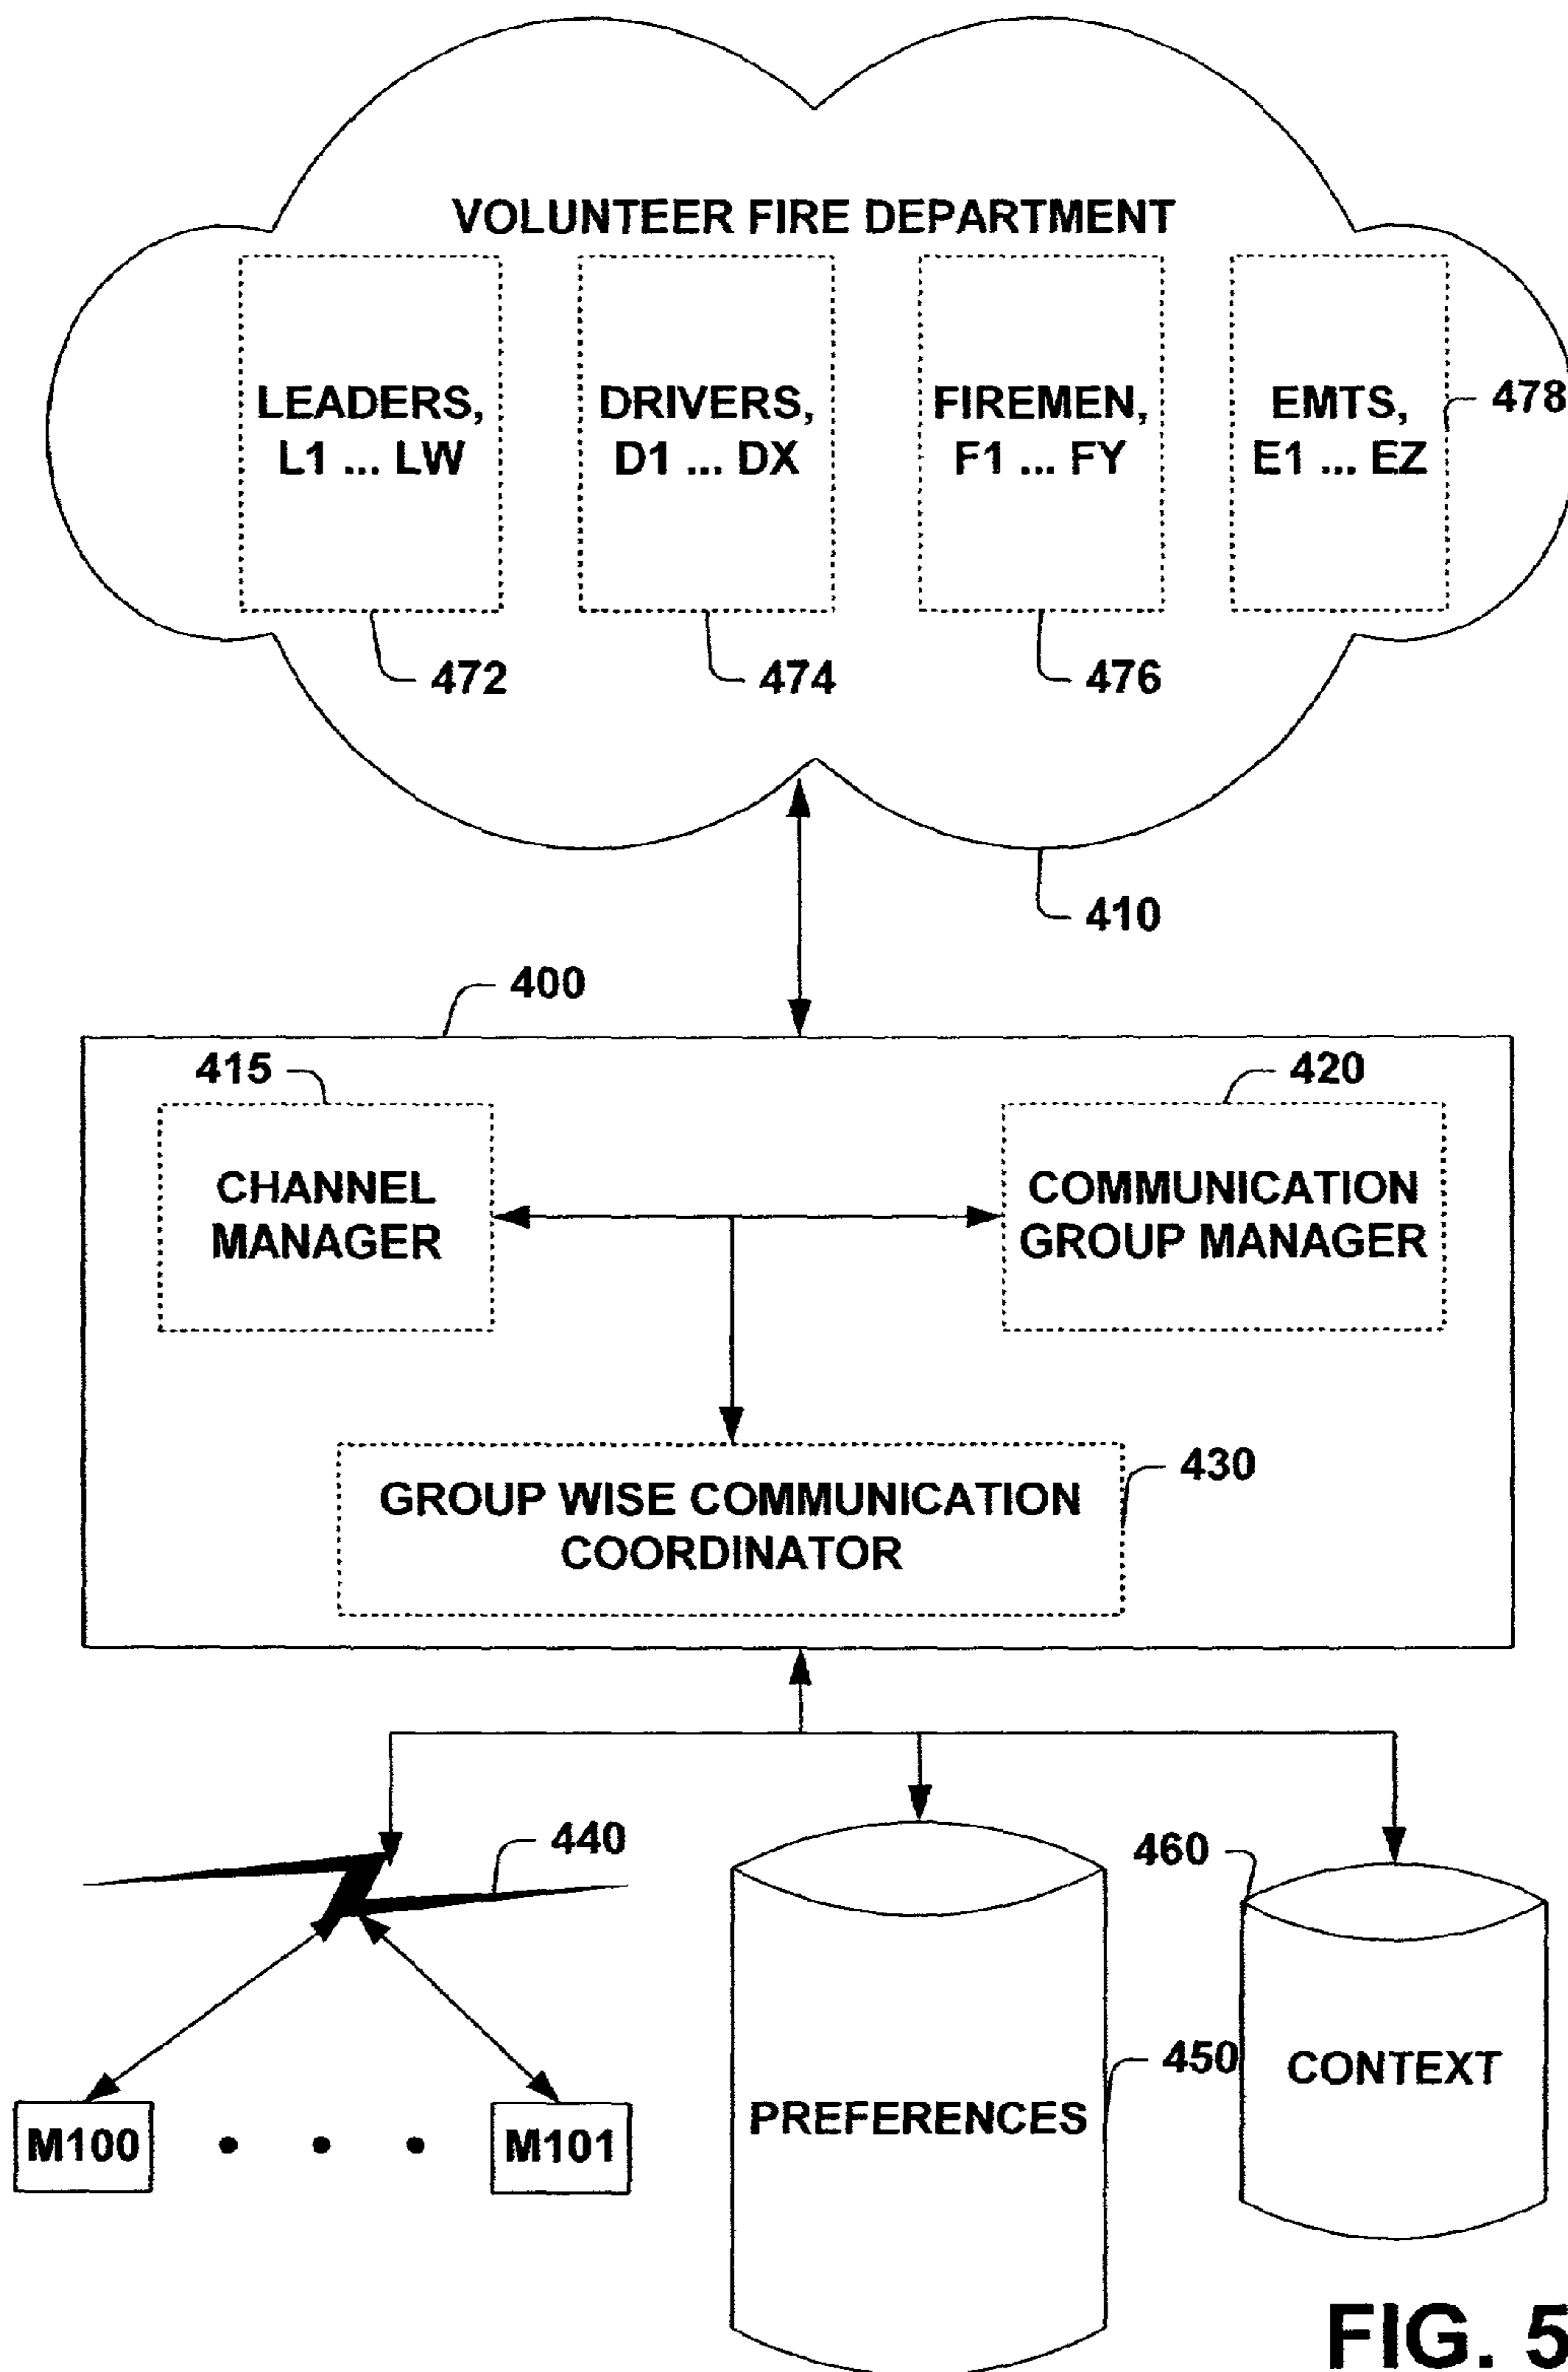 VOLUNTEER FIRE DEPARTMENT
LEADERS,
L1 ... LW
DRIVERS,
D1 ... DX
FIREMEN,
F1 ... FY
EMTS,
E1 ... EZ
478
472
474
476
410
400
415
420
CHANNEL
MANAGER
COMMUNICATION
GROUP MANAGER
430
GROUP WISE COMMUNICATION
COORDINATOR
440
460
450
CONTEXT
PREFERENCES
M100
M101
FIG. 5